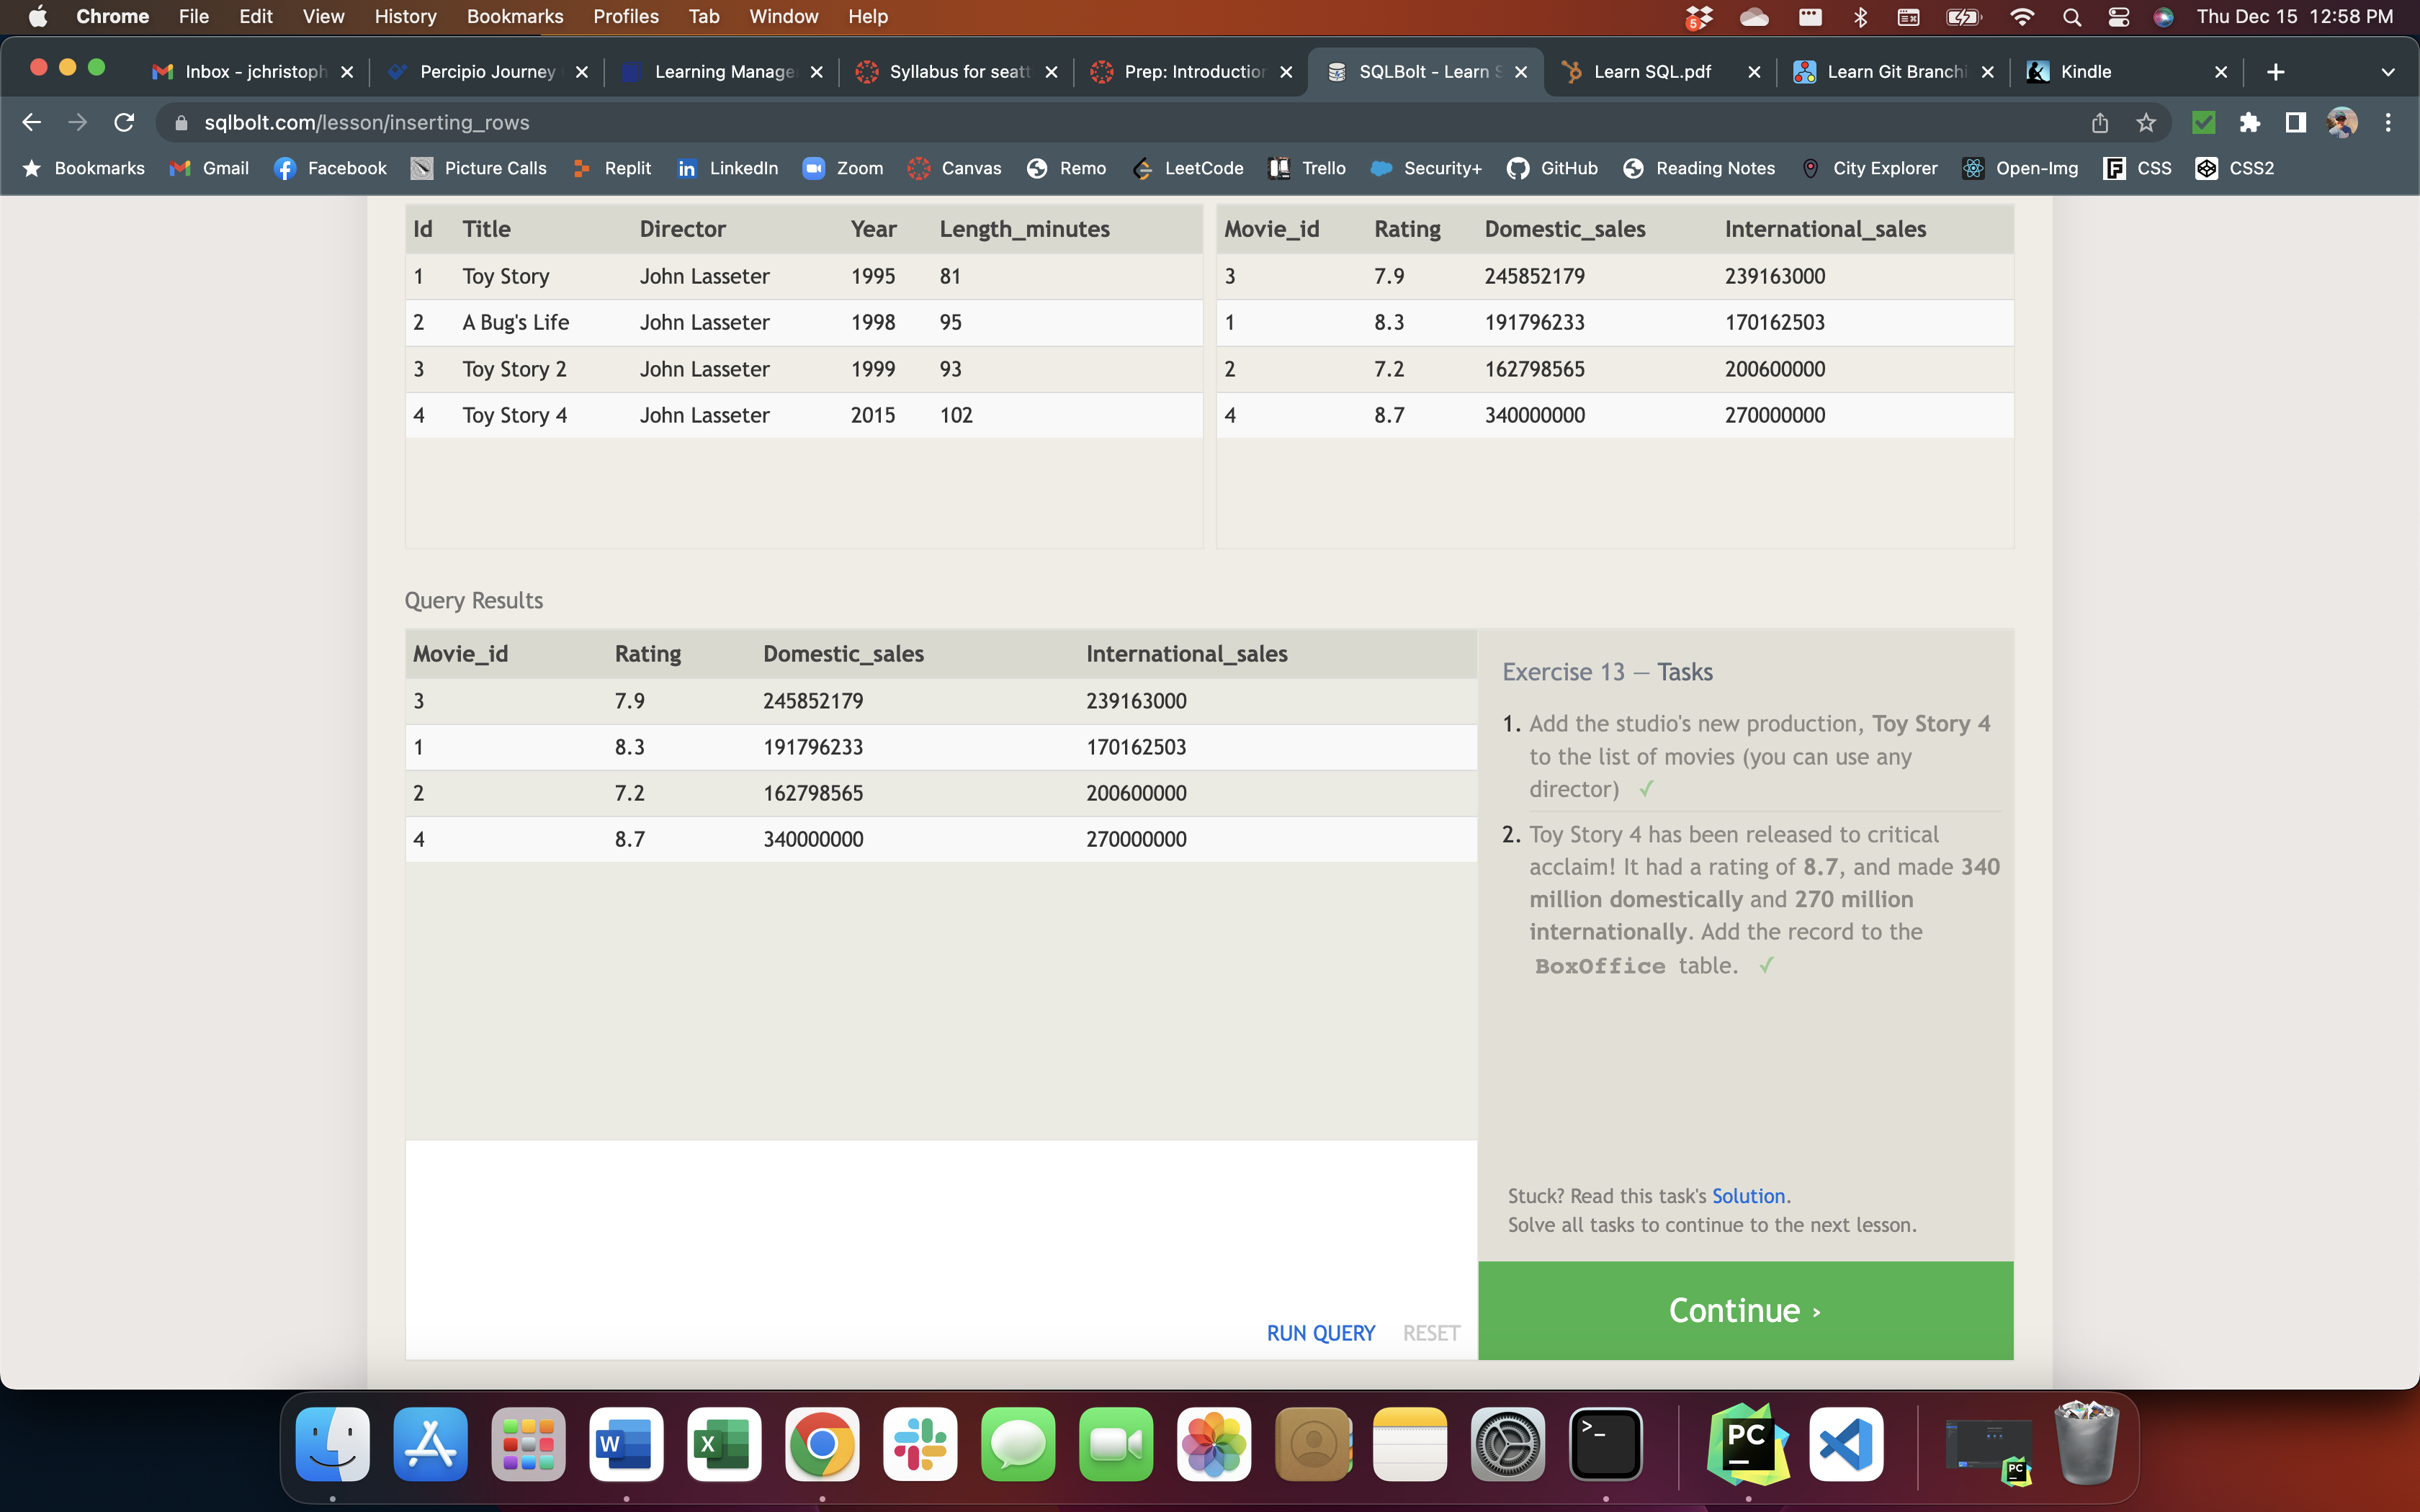 Chrome File Edit View History Bookmarks Profiles Tab Window Help 5 Thu Dec 15 12:58 PM
Inbox - jchristoph Percipio Journey Learning Manage Syllabus for seatt Prep: Introduction SQLBolt - Learn S Learn SQL.pdf Learn Git Branchi Kindle
sqlbolt.com/lesson/inserting_rows
Bookmarks Gmail Facebook Picture Calls Replit LinkedIn Zoom Canvas Remo LeetCode Trello Security+ GitHub Reading Notes City Explorer Open-Img CSS CSS2
Id Title Director Year Length_minutes
1 Toy Story John Lasseter 1995 81
2 A Bug's Life John Lasseter 1998 95
3 Toy Story 2 John Lasseter 1999 93
4 Toy Story 4 John Lasseter 2015 102
Movie_id Rating Domestic_sales International_sales
3 7.9 245852179 239163000
1 8.3 191796233 170162503
2 7.2 162798565 200600000
4 8.7 340000000 270000000
Query Results
Movie_id Rating Domestic_sales International_sales
3 7.9 245852179 239163000
1 8.3 191796233 170162503
2 7.2 162798565 200600000
4 8.7 340000000 270000000
RUN QUERY RESET
Exercise 13 — Tasks
1. Add the studio's new production, Toy Story 4
to the list of movies (you can use any
director) ✓
2. Toy Story 4 has been released to critical
acclaim! It had a rating of 8.7, and made 340
million domestically and 270 million
internationally. Add the record to the
BoxOffice table. ✓
Stuck? Read this task's Solution.
Solve all tasks to continue to the next lesson.
Continue ›
W X >_ PC PC